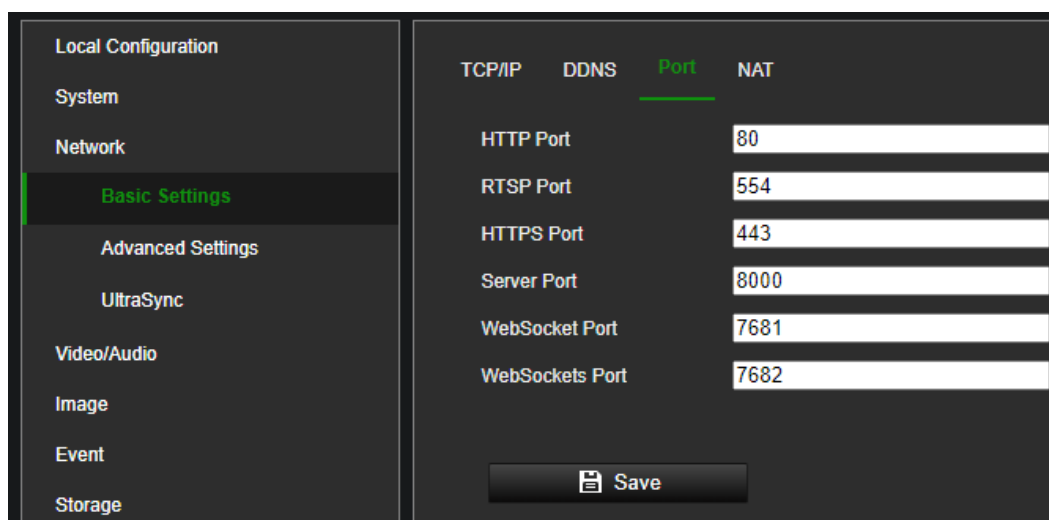 Local Configuration
System
Network
Basic Settings
Advanced Settings
UltraSync
Video/Audio
Image
Event
Storage
TCP/IP DDNS Port NAT
HTTP Port 80
RTSP Port 554
HTTPS Port 443
Server Port 8000
WebSocket Port 7681
WebSockets Port 7682
Save